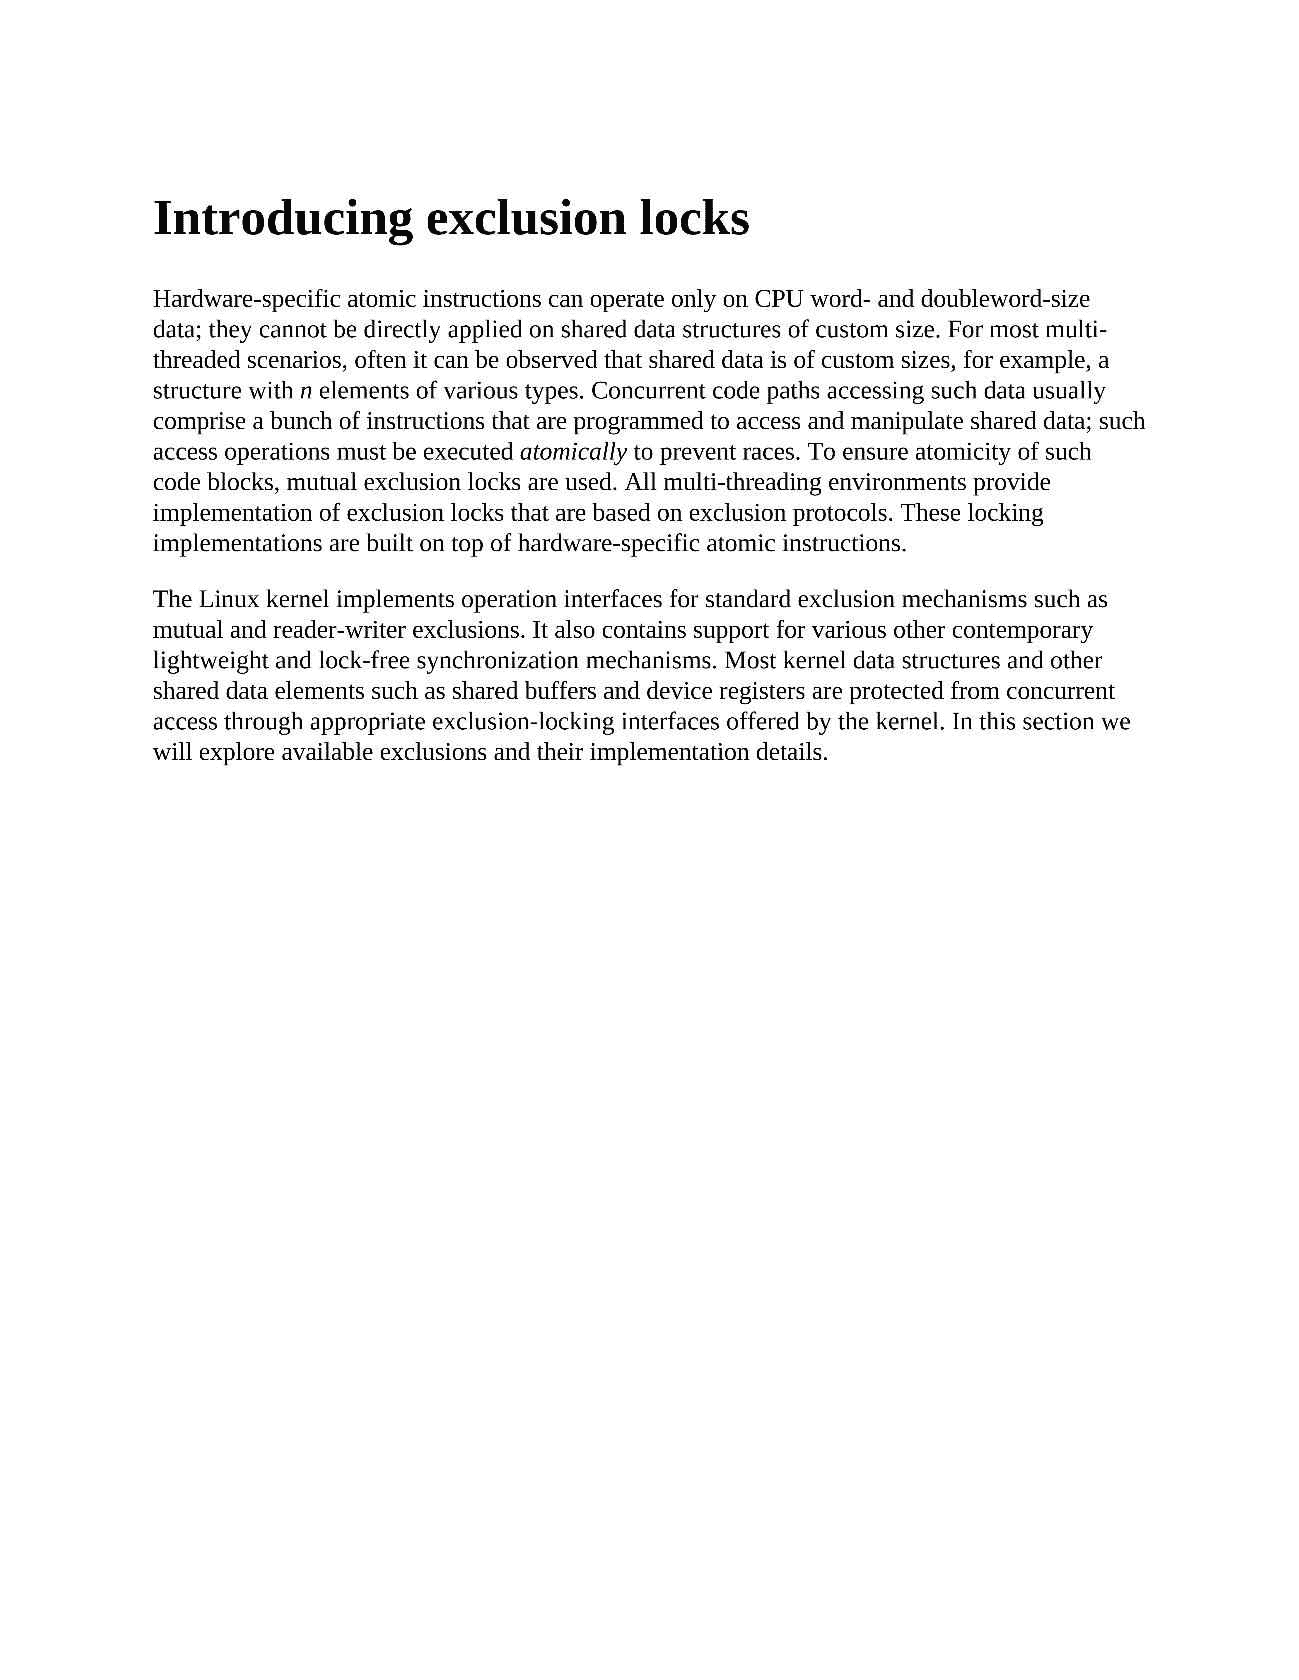 Introducing exclusion locks
Hardware-specific atomic instructions can operate only on CPU word- and doubleword-size
data; they cannot be directly applied on shared data structures of custom size. For most multi-
threaded scenarios, often it can be observed that shared data is of custom sizes, for example, a
structure with n elements of various types. Concurrent code paths accessing such data usually
comprise a bunch of instructions that are programmed to access and manipulate shared data; such
access operations must be executed atomically to prevent races. To ensure atomicity of such
code blocks, mutual exclusion locks are used. All multi-threading environments provide
implementation of exclusion locks that are based on exclusion protocols. These locking
implementations are built on top of hardware-specific atomic instructions.
The Linux kernel implements operation interfaces for standard exclusion mechanisms such as
mutual and reader-writer exclusions. It also contains support for various other contemporary
lightweight and lock-free synchronization mechanisms. Most kernel data structures and other
shared data elements such as shared buffers and device registers are protected from concurrent
access through appropriate exclusion-locking interfaces offered by the kernel. In this section we
will explore available exclusions and their implementation details.